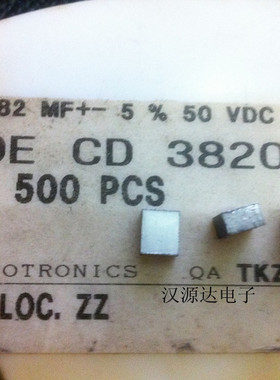 82 MF+- 5 % 50 VDC
DE CD 3820
500 PCS
OTRONICS QA TKZ
LOC. ZZ
汉源达电子